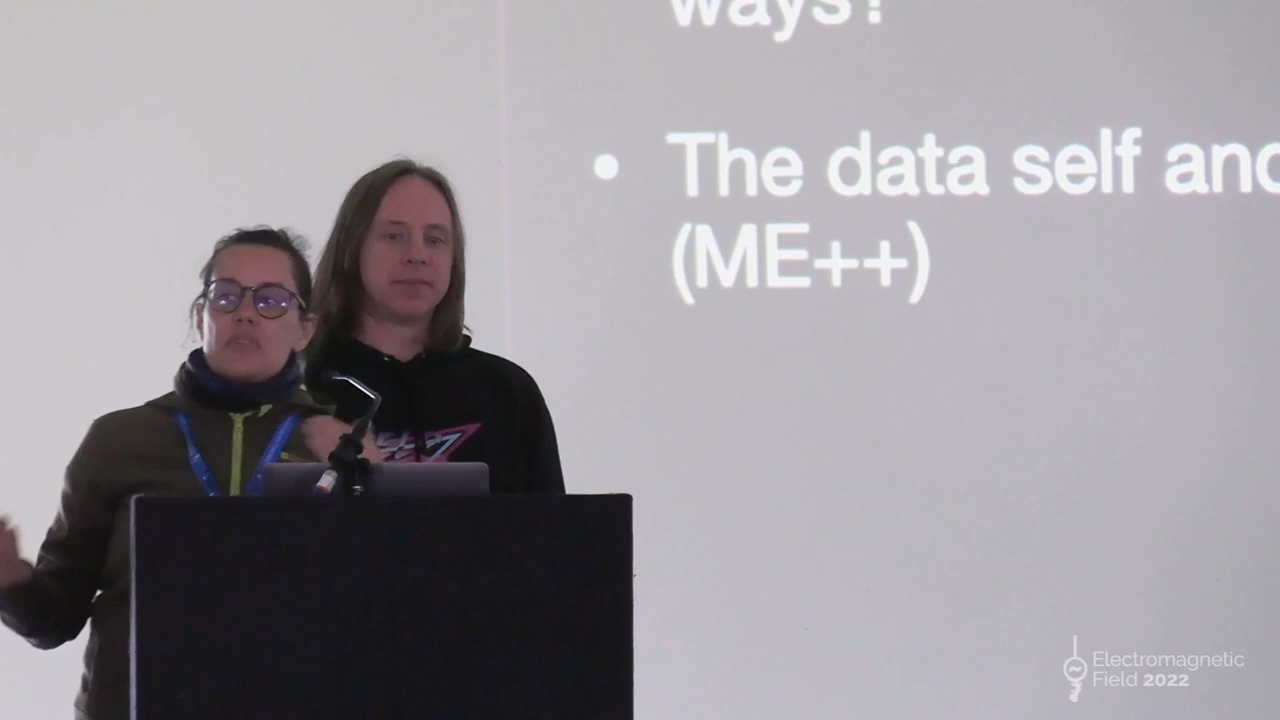 ways?
• The data self and
(ME++)
Electromagnetic
Field 2022